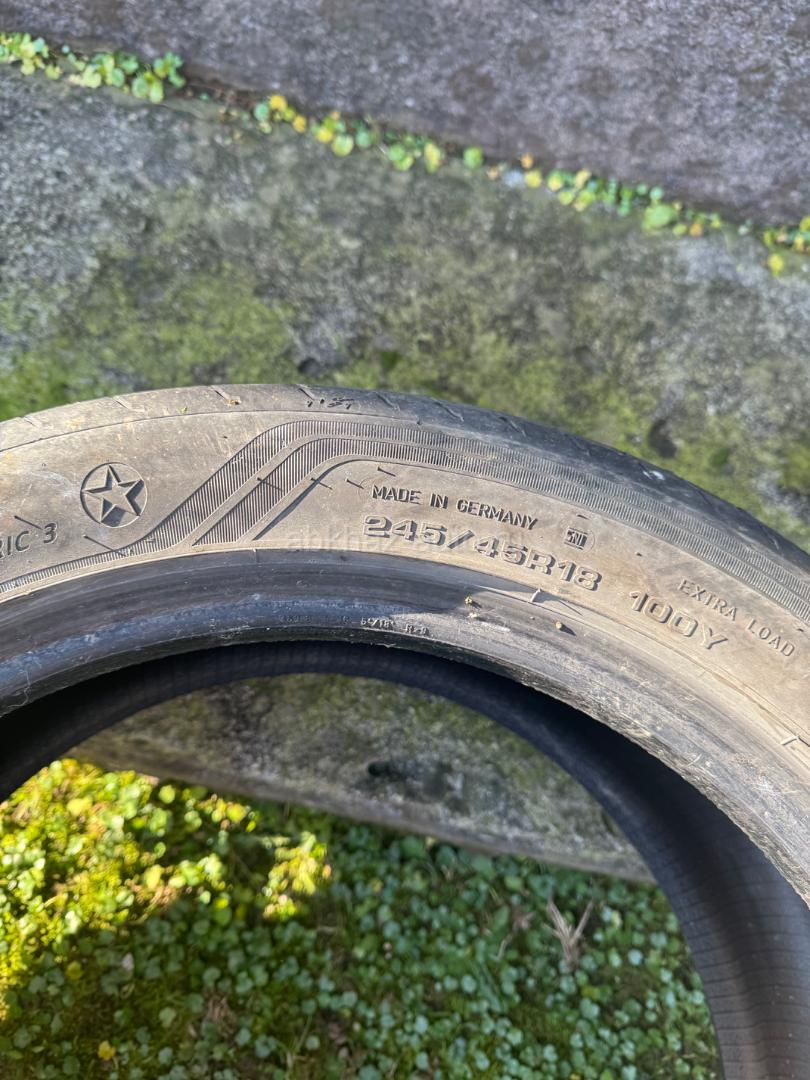 RIC 3
MADE IN GERMANY
245/45R18 100Y
EXTRA LOAD